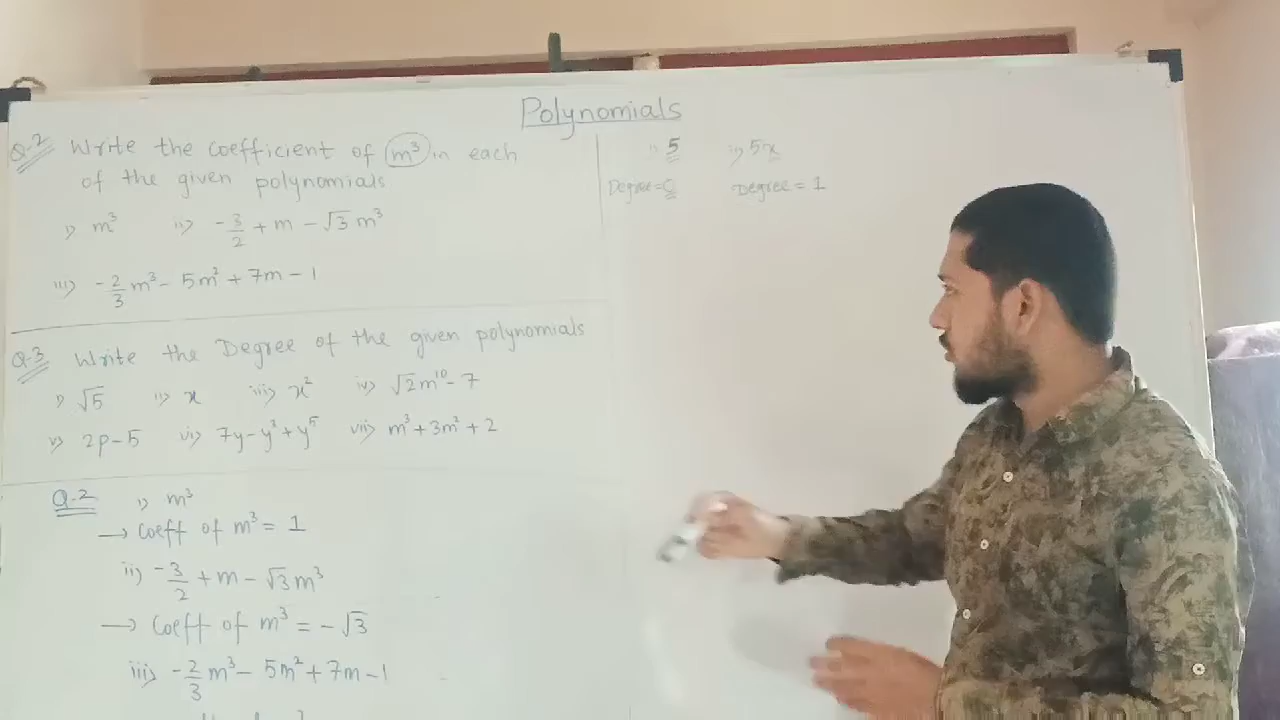 Polynomials
Q-2 Write the coefficient of m³ in each
of the given polynomials
i> m³ ii> -3/2 + m - √3 m³
iii> -2/3 m³ - 5m² + 7m - 1
Q-3 Write the Degree of the given polynomials
i> √5 ii> x iii> x² iv> √2 m¹⁰ - 7
v> 2p - 5 vi> 7y - y³ + y⁵ vii> m³ + 3m² + 2
Q-2 i> m³
→ Coeff of m³ = 1
ii> -3/2 + m - √3 m³
→ Coeff of m³ = -√3
iii> -2/3 m³ - 5m² + 7m - 1
i> 5 ii> 5x
Degree = 0 Degree = 1